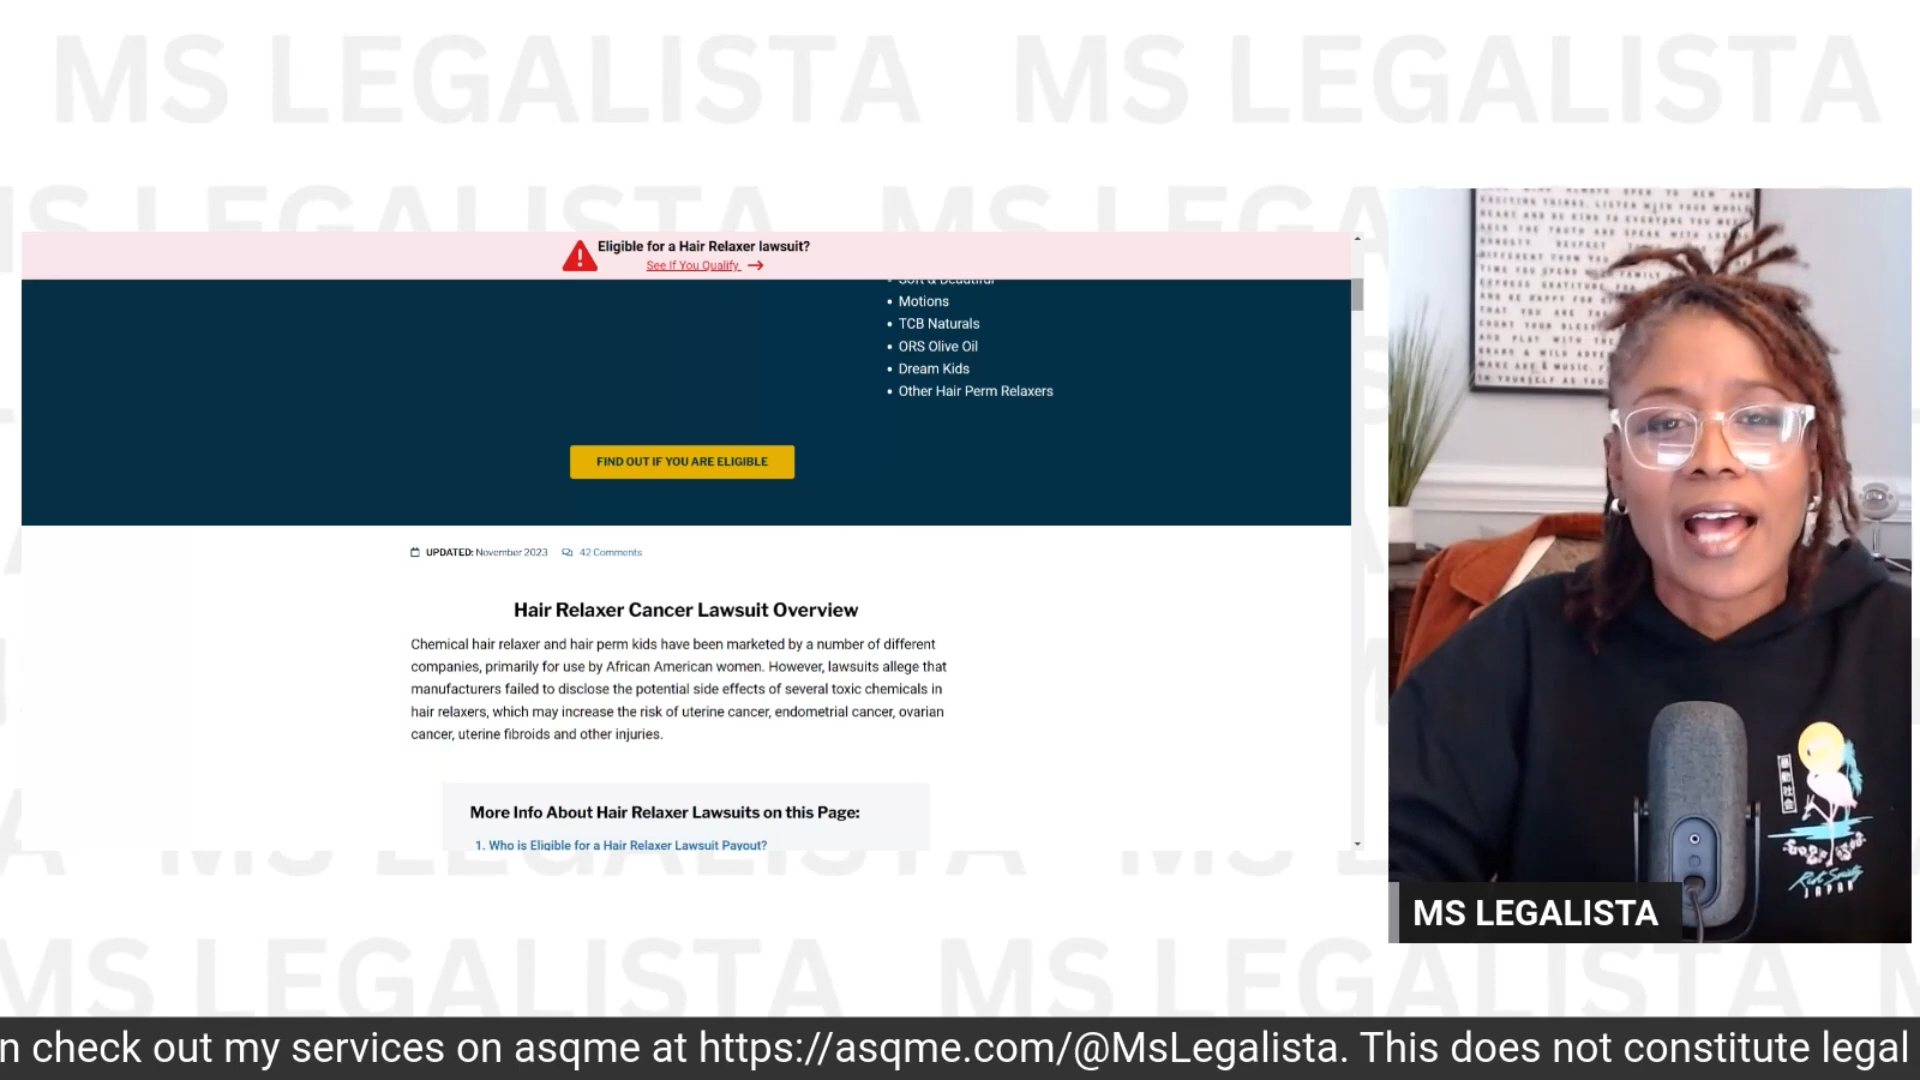 MS LEGALISTA MS LEGALISTA
MS LEGALISTA MS LEGA
Eligible for a Hair Relaxer lawsuit?
See If You Qualify
Soft & Beautiful
• Motions
• TCB Naturals
• ORS Olive Oil
• Dream Kids
• Other Hair Perm Relaxers
FIND OUT IF YOU ARE ELIGIBLE
UPDATED: November 2023 42 Comments
Hair Relaxer Cancer Lawsuit Overview
Chemical hair relaxer and hair perm kids have been marketed by a number of different
companies, primarily for use by African American women. However, lawsuits allege that
manufacturers failed to disclose the potential side effects of several toxic chemicals in
hair relaxers, which may increase the risk of uterine cancer, endometrial cancer, ovarian
cancer, uterine fibroids and other injuries.
More Info About Hair Relaxer Lawsuits on this Page:
1. Who is Eligible for a Hair Relaxer Lawsuit Payout?
MS LEGALISTA
MS LEGALISTA MS LEGALISTA M
n check out my services on asqme at https://asqme.com/@MsLegalista. This does not constitute legal